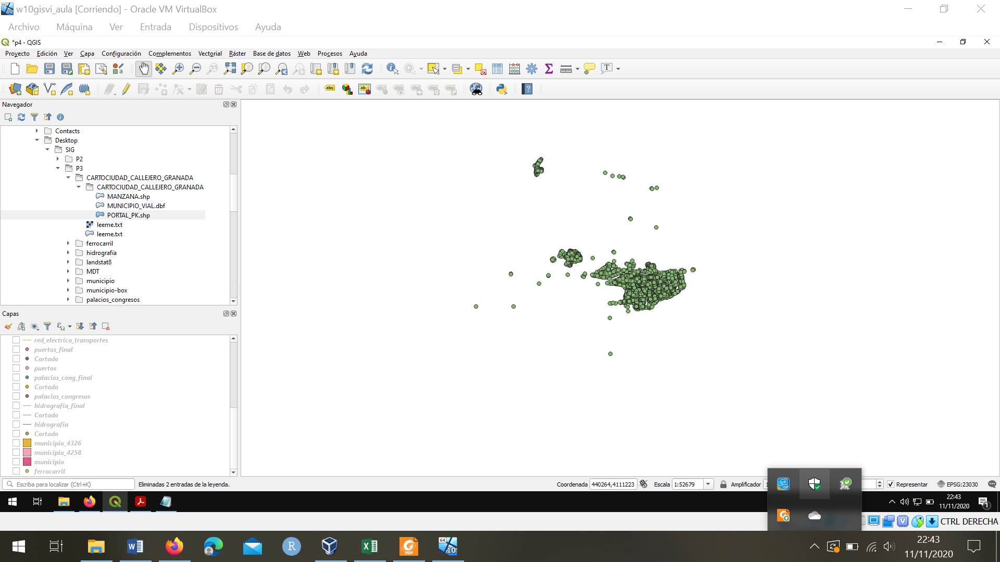 w10gisvi_aula [Corriendo] - Oracle VM VirtualBox
Archivo Máquina Ver Entrada Dispositivos Ayuda
*p4 - QGIS
Proyecto Edición Ver Capa Configuración Complementos Vectorial Ráster Base de datos Web Procesos Ayuda
Navegador
Contacts
Desktop
SIG
P2
P3
CARTOCIUDAD_CALLEJERO_GRANADA
CARTOCIUDAD_CALLEJERO_GRANADA
MANZANA.shp
MUNICIPIO_VIAL.dbf
PORTAL_PK.shp
leeme.txt
leeme.txt
ferrocarril
hidrografía
landstat8
MDT
municipio
municipio-box
palacios_congresos
Capas
red_electrica_transportes
puertos_final
Cortado
puertos
palacios_cong_final
Cortado
palacios_congresos
hidrografia_final
Cortado
hidrografia
Cortado
municipio_4326
municipio_4258
municipio
ferrocarril
Escriba para localizar (Ctrl+K) Eliminadas 2 entradas de la leyenda. Coordenada 440264,4111223 Escala 1:52679 Amplificador Representar EPSG:23030
22:43
11/11/2020
1
CTRL DERECHA
22:43
11/11/2020